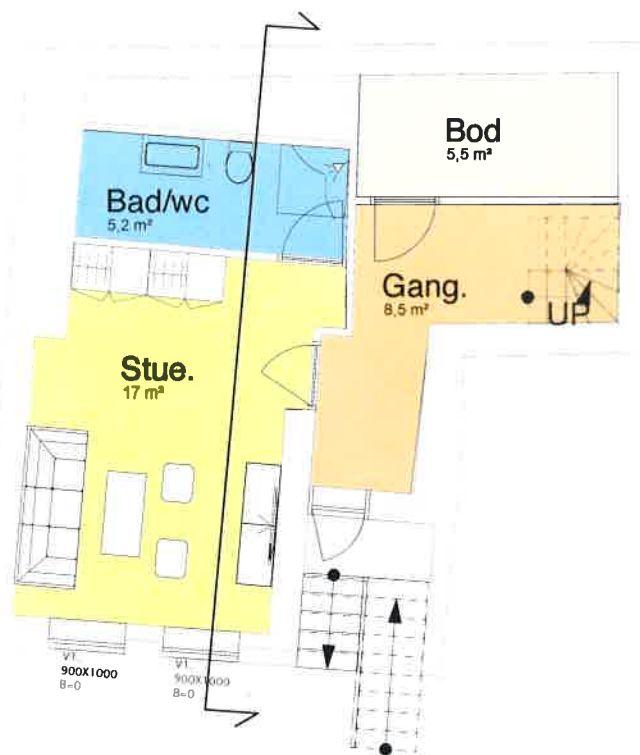 Bod
5,5 m²
Bad/wc
5,2 m²
Gang.
8,5 m²
UP
Stue.
17 m²
V1.
900X1000
B=0
V1.
900X1000
B=0